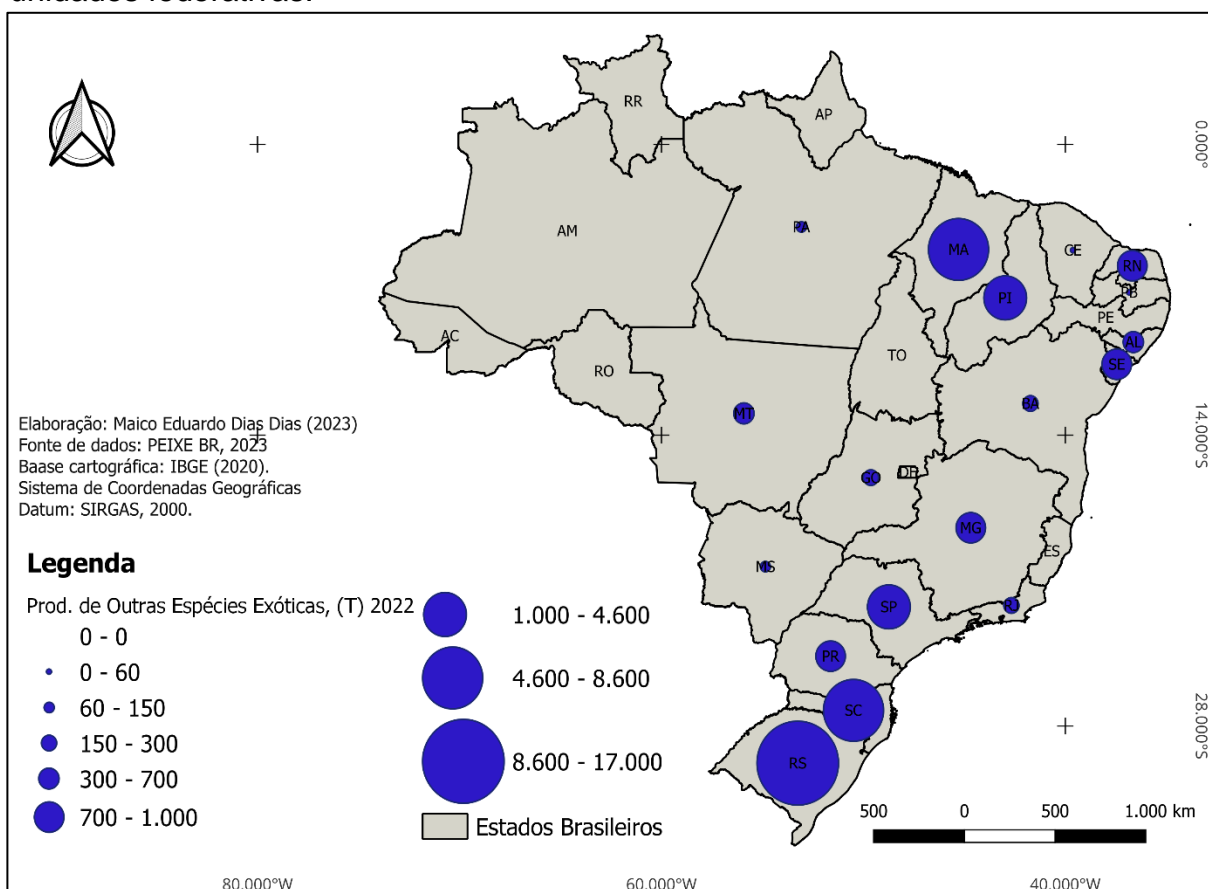 unidades federativas.
RR
AP
0.000°
AM
PA
MA
CE
RN
PI
PB
PE
AC
AL
TO
SE
RO
BA
MT
14.000°S
Elaboração: Maico Eduardo Dias Dias (2023)
Fonte de dados: PEIXE BR, 2023
Baase cartográfica: IBGE (2020).
Sistema de Coordenadas Geográficas
Datum: SIRGAS, 2000.
GO
DF
MG
ES
MS
SP
RJ
PR
SC
RS
28.000°S
Legenda
Prod. de Outras Espécies Exóticas, (T) 2022
0 - 0
0 - 60
60 - 150
150 - 300
300 - 700
700 - 1.000
1.000 - 4.600
4.600 - 8.600
8.600 - 17.000
Estados Brasileiros
500 0 500 1.000 km
80.000°W 60.000°W 40.000°W